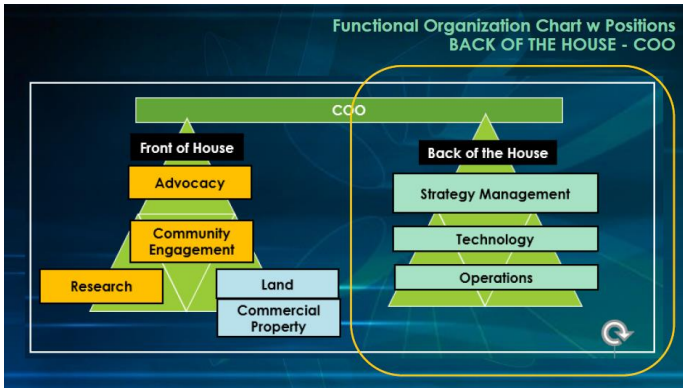 Functional Organization Chart w Positions
BACK OF THE HOUSE - COO
COO
Front of House
Advocacy
Community
Engagement
Research
Land
Commercial
Property
Back of the House
Strategy Management
Technology
Operations